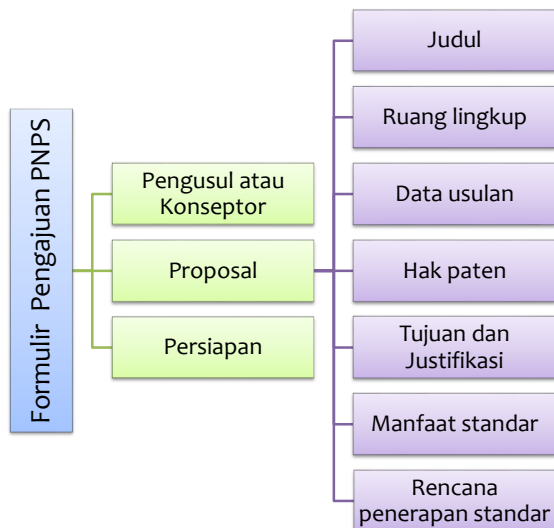 Formulir Pengajuan PNPS
Pengusul atau
Konseptor
Proposal
Persiapan
Judul
Ruang lingkup
Data usulan
Hak paten
Tujuan dan
Justifikasi
Manfaat standar
Rencana
penerapan standar